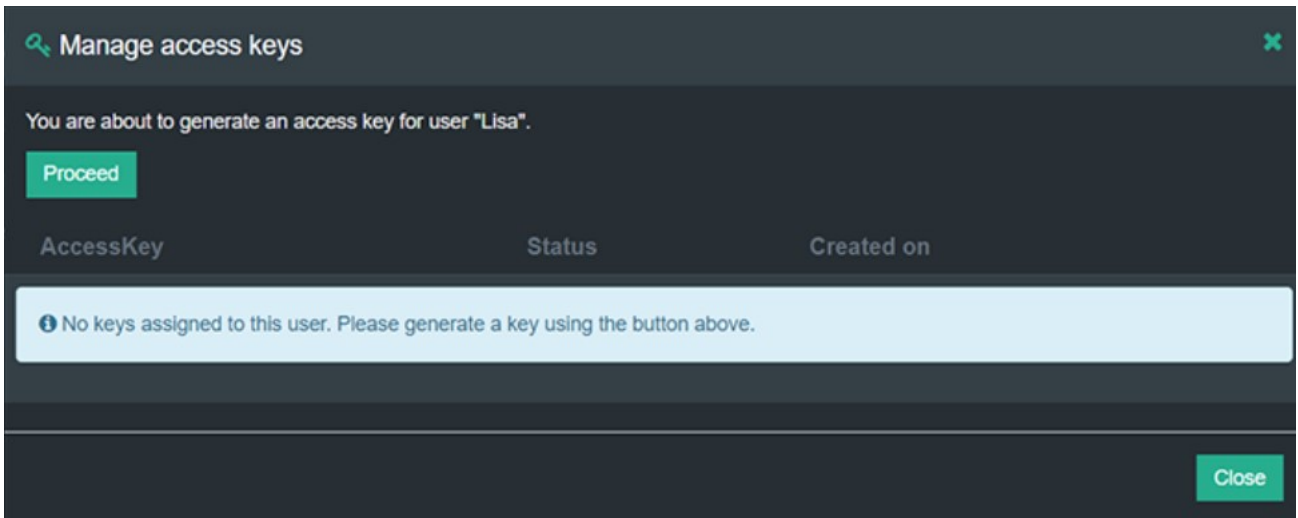 Manage access keys
You are about to generate an access key for user "Lisa".
Proceed
AccessKey Status Created on
No keys assigned to this user. Please generate a key using the button above.
Close